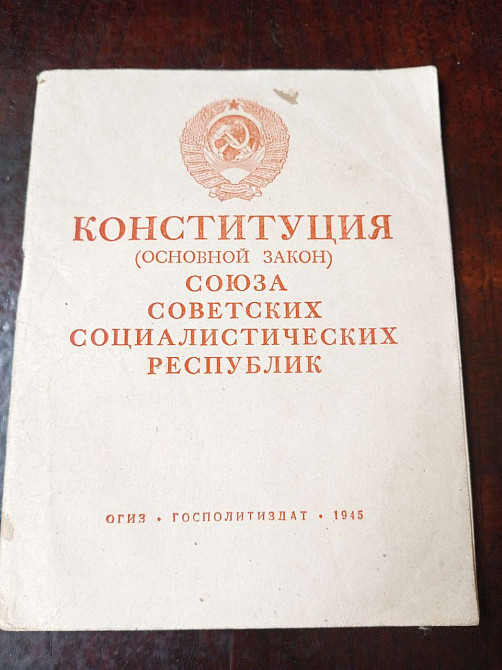 КОНСТИТУЦИЯ
(ОСНОВНОЙ ЗАКОН)
СОЮЗА
СОВЕТСКИХ
СОЦИАЛИСТИЧЕСКИХ
РЕСПУБЛИК
ОГИЗ • ГОСПОЛИТИЗДАТ • 1945